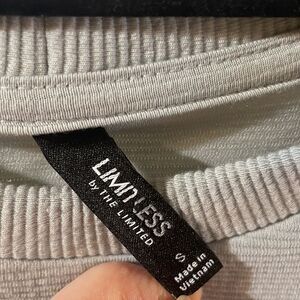 LIMITLESS
by THE LIMITED
S
Made in
Vietnam